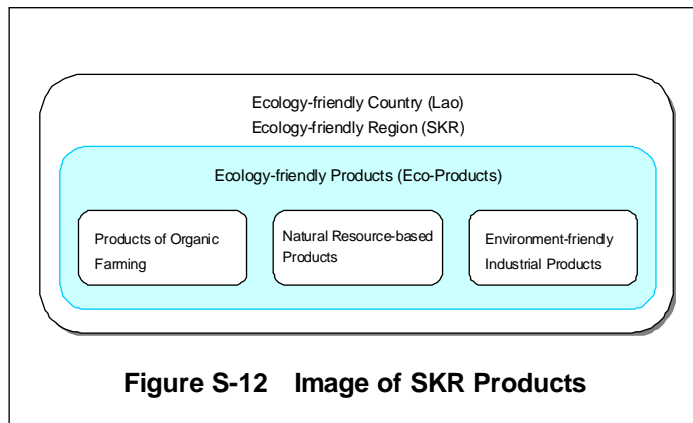 Ecology-friendly Country (Lao)
Ecology-friendly Region (SKR)
Ecology-friendly Products (Eco-Products)
Products of Organic
Farming
Natural Resource-based
Products
Environment-friendly
Industrial Products
Figure S-12 Image of SKR Products